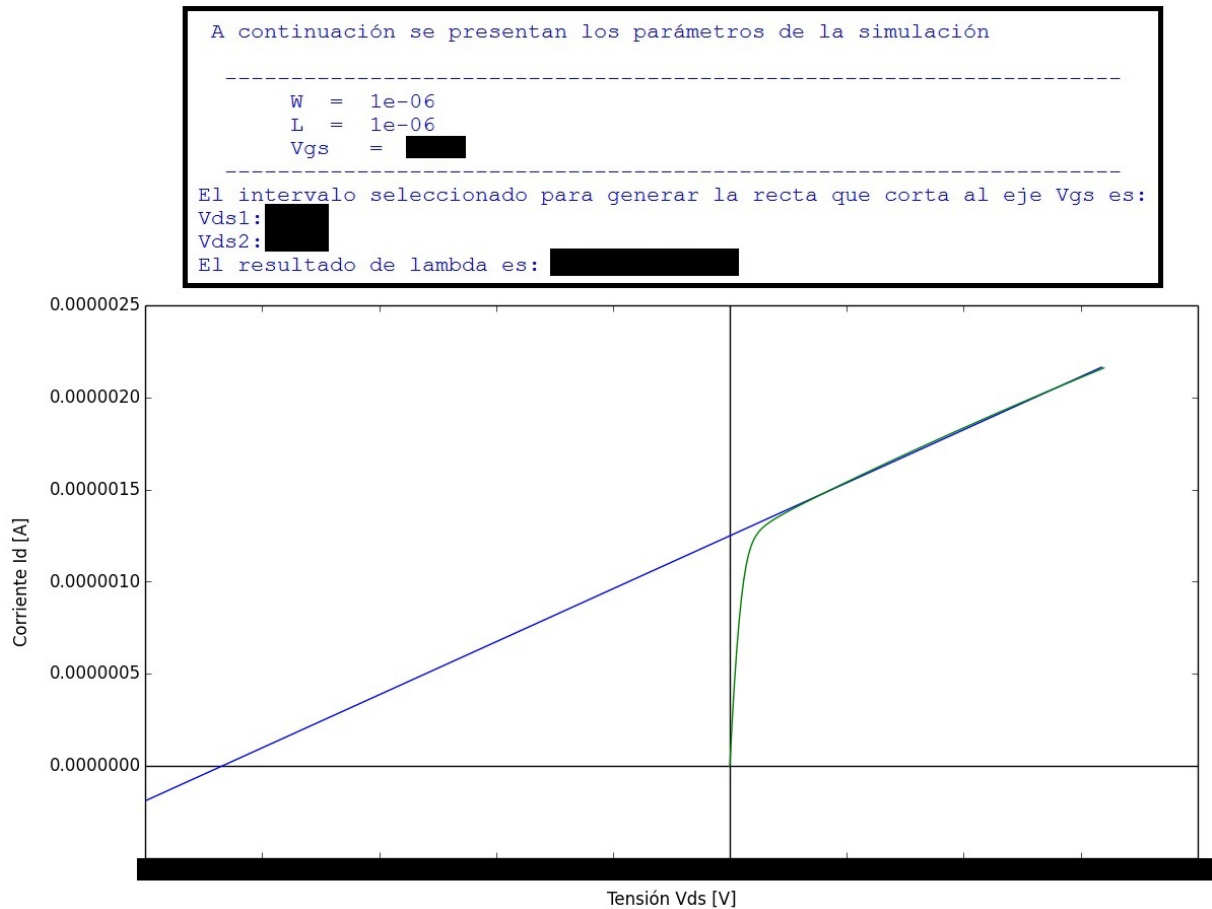 A continuación se presentan los parámetros de la simulación
--------------------------------------------------------------------
W = 1e-06
L = 1e-06
Vgs =
--------------------------------------------------------------------
El intervalo seleccionado para generar la recta que corta al eje Vgs es:
Vds1:
Vds2:
El resultado de lambda es:
0.0000025
0.0000020
0.0000015
0.0000010
0.0000005
0.0000000
Corriente Id [A]
Tensión Vds [V]